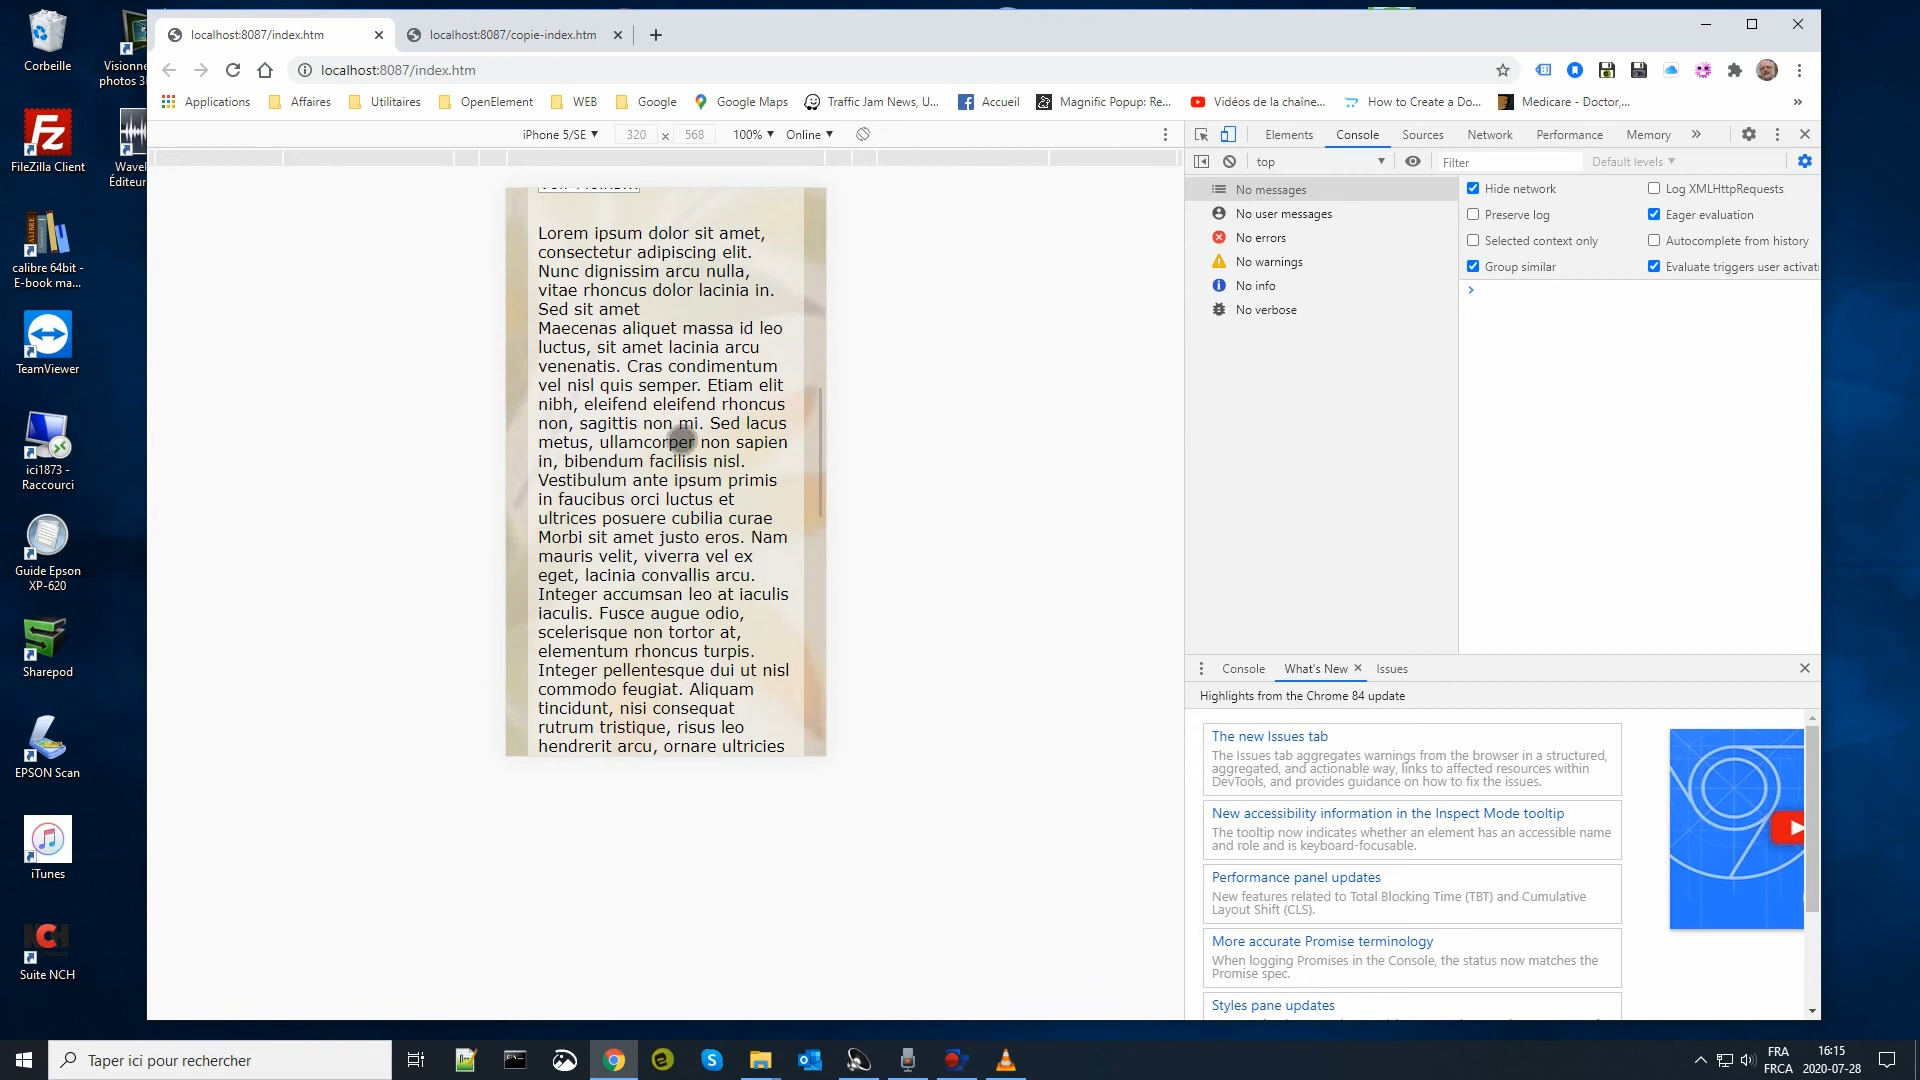 Corbeille
Visionne
photos 3
FileZilla Client
Wavel
Éditeur
calibre 64bit -
E-book ma...
TeamViewer
ici1873 -
Raccourci
Guide Epson
XP-620
Sharepod
EPSON Scan
iTunes
Suite NCH
localhost:8087/index.htm
localhost:8087/copie-index.htm
localhost:8087/index.htm
Applications
Affaires
Utilitaires
OpenElement
WEB
Google
Google Maps
Traffic Jam News, U...
Accueil
Magnific Popup: Re...
Vidéos de la chaîne...
How to Create a Do...
Medicare - Doctor,...
iPhone 5/SE
320 x 568
100%
Online
Lorem ipsum dolor sit amet,
consectetur adipiscing elit.
Nunc dignissim arcu nulla,
vitae rhoncus dolor lacinia in.
Sed sit amet
Maecenas aliquet massa id leo
luctus, sit amet lacinia arcu
venenatis. Cras condimentum
vel nisl quis semper. Etiam elit
nibh, eleifend eleifend rhoncus
non, sagittis non mi. Sed lacus
metus, ullamcorper non sapien
in, bibendum facilisis nisl.
Vestibulum ante ipsum primis
in faucibus orci luctus et
ultrices posuere cubilia curae
Morbi sit amet justo eros. Nam
mauris velit, viverra vel ex
eget, lacinia convallis arcu.
Integer accumsan leo at iaculis
iaculis. Fusce augue odio,
scelerisque non tortor at,
elementum rhoncus turpis.
Integer pellentesque dui ut nisl
commodo feugiat. Aliquam
tincidunt, nisi consequat
rutrum tristique, risus leo
hendrerit arcu, ornare ultricies
Elements
Console
Sources
Network
Performance
Memory
top
Filter
Default levels
No messages
No user messages
No errors
No warnings
No info
No verbose
Hide network
Log XMLHttpRequests
Preserve log
Eager evaluation
Selected context only
Autocomplete from history
Group similar
Evaluate triggers user activati
Console
What's New
Issues
Highlights from the Chrome 84 update
The new Issues tab
The Issues tab aggregates warnings from the browser in a structured,
aggregated, and actionable way, links to affected resources within
DevTools, and provides guidance on how to fix the issues.
New accessibility information in the Inspect Mode tooltip
The tooltip now indicates whether an element has an accessible name
and role and is keyboard-focusable.
Performance panel updates
New features related to Total Blocking Time (TBT) and Cumulative
Layout Shift (CLS).
More accurate Promise terminology
When logging Promises in the Console, the status now matches the
Promise spec.
Styles pane updates
Taper ici pour rechercher
FRA
FRCA
16:15
2020-07-28